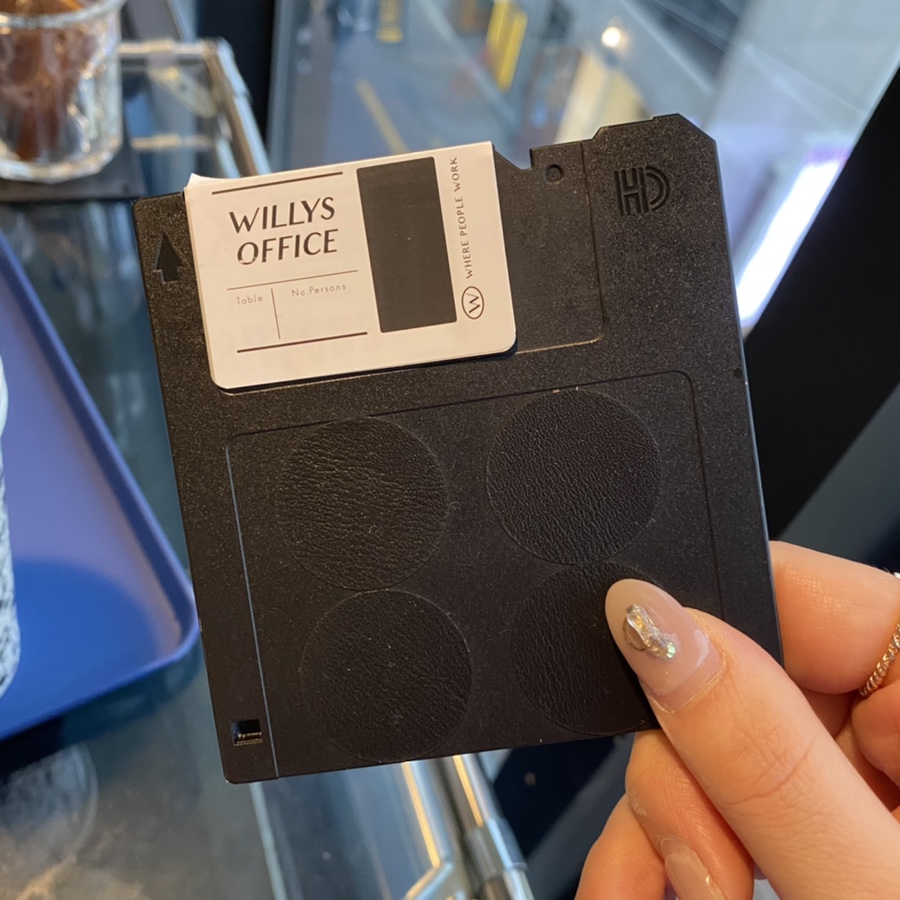 WILLYS
OFFICE
Table
No.Persons
WHERE PEOPLE WORK
W
HD